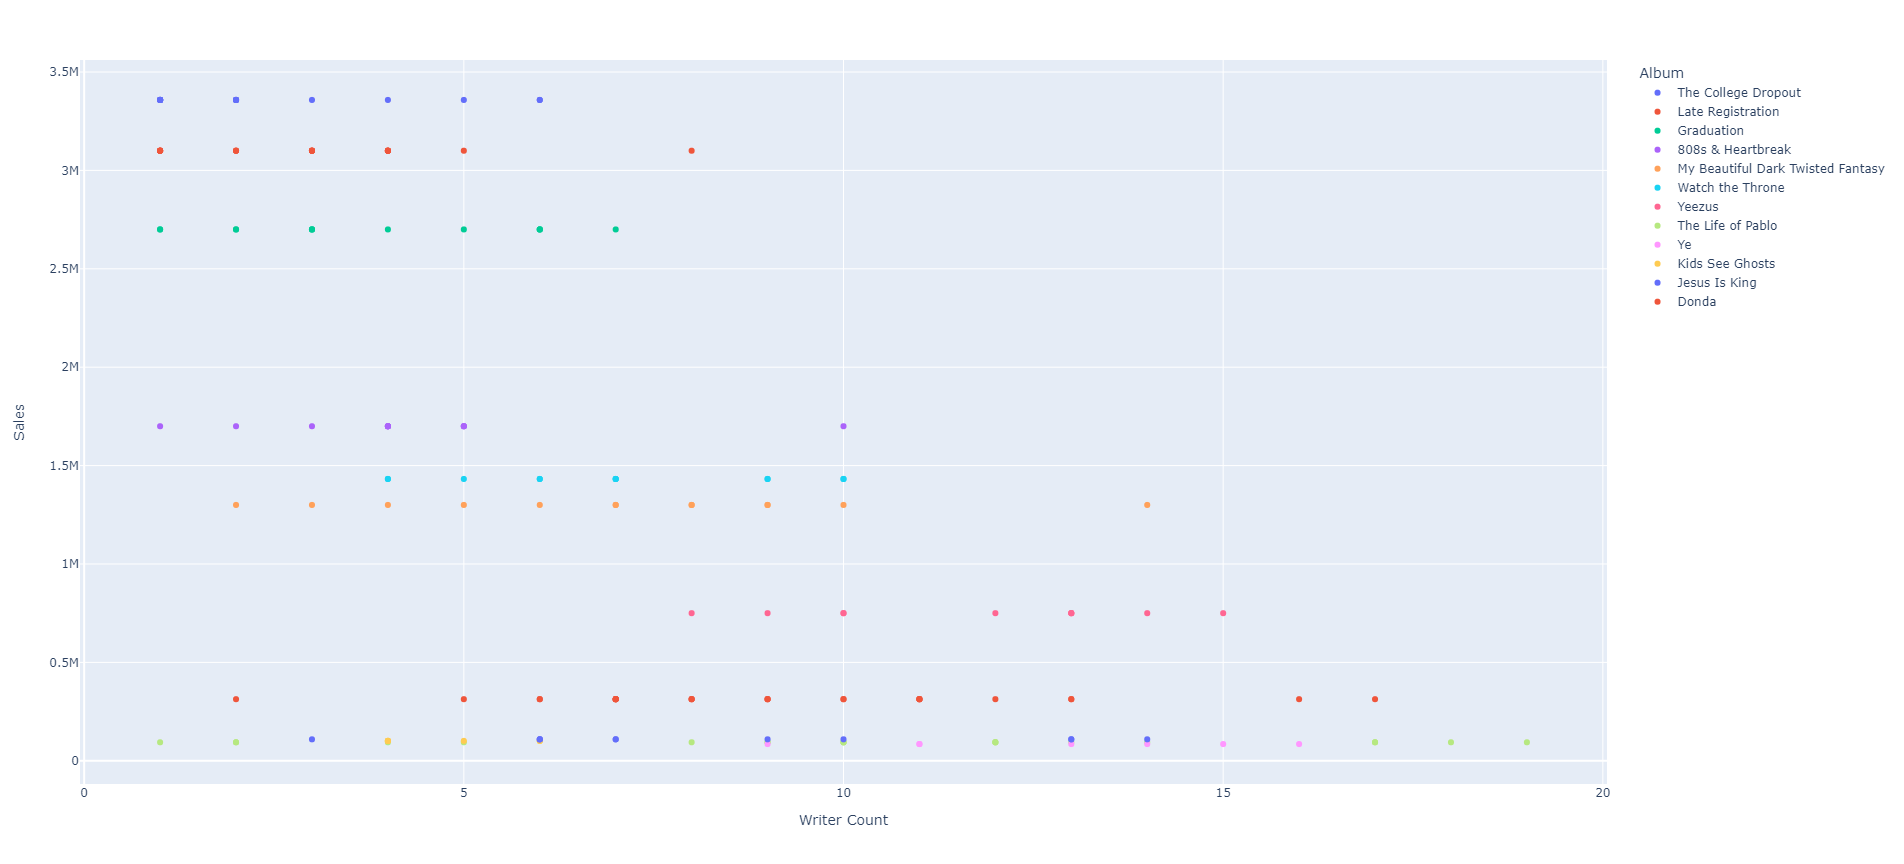 3.5M
3M
2.5M
2M
1.5M
1M
0.5M
0
Sales
0
5
10
15
20
Writer Count
Album
The College Dropout
Late Registration
Graduation
808s & Heartbreak
My Beautiful Dark Twisted Fantasy
Watch the Throne
Yeezus
The Life of Pablo
Ye
Kids See Ghosts
Jesus Is King
Donda